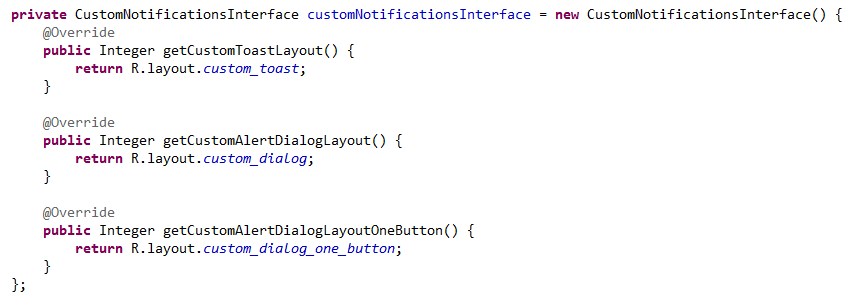 private CustomNotificationsInterface customNotificationsInterface = new CustomNotificationsInterface() {
    @Override
    public Integer getCustomToastLayout() {
        return R.layout.custom_toast;
    }

    @Override
    public Integer getCustomAlertDialogLayout() {
        return R.layout.custom_dialog;
    }

    @Override
    public Integer getCustomAlertDialogLayoutOneButton() {
        return R.layout.custom_dialog_one_button;
    }
};